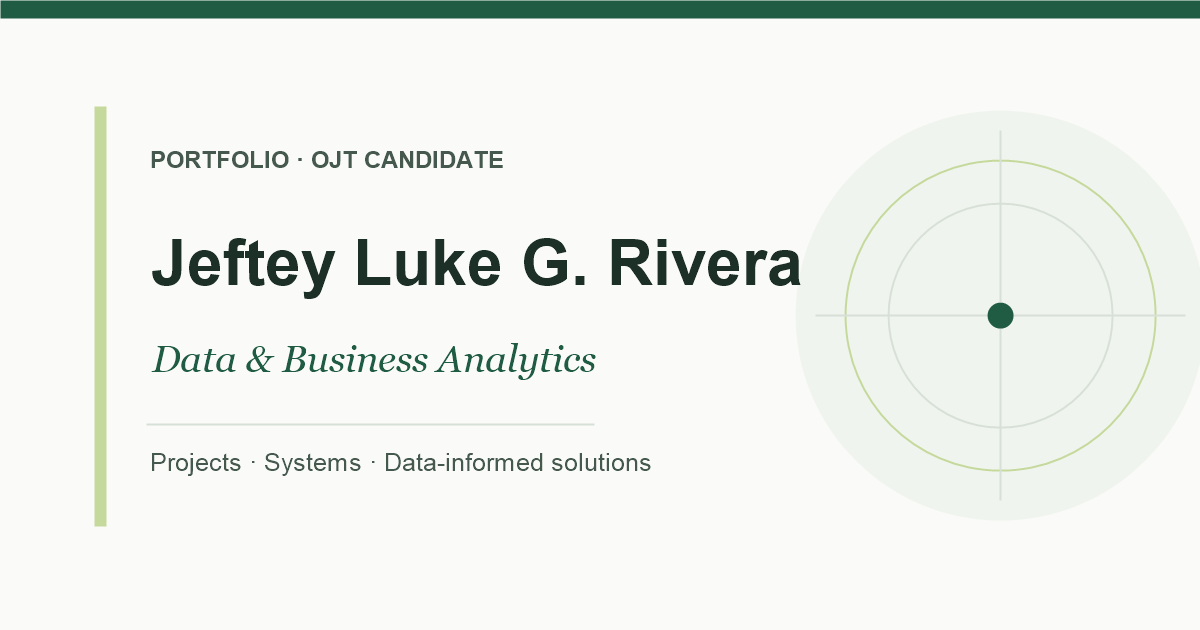 PORTFOLIO · OJT CANDIDATE
Jeftey Luke G. Rivera
Data & Business Analytics
Projects · Systems · Data-informed solutions